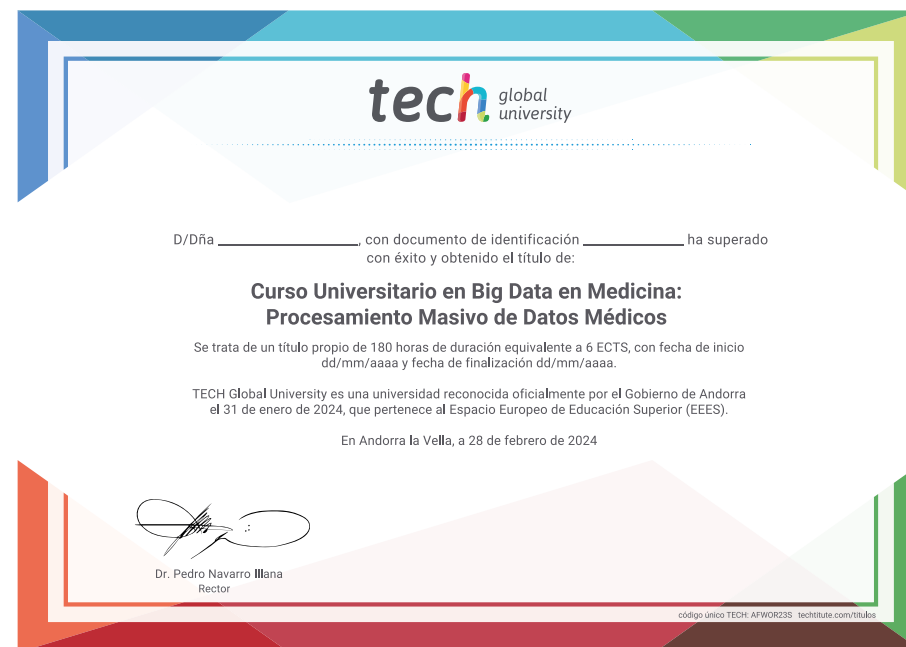 tech global university
D/Dña ____________________, con documento de identificación ______________ ha superado
con éxito y obtenido el título de:
Curso Universitario en Big Data en Medicina:
Procesamiento Masivo de Datos Médicos
Se trata de un título propio de 180 horas de duración equivalente a 6 ECTS, con fecha de inicio
dd/mm/aaaa y fecha de finalización dd/mm/aaaa.
TECH Global University es una universidad reconocida oficialmente por el Gobierno de Andorra
el 31 de enero de 2024, que pertenece al Espacio Europeo de Educación Superior (EEES).
En Andorra la Vella, a 28 de febrero de 2024
Dr. Pedro Navarro Illana
Rector
código único TECH: AFWOR23S techtitute.com/titulos